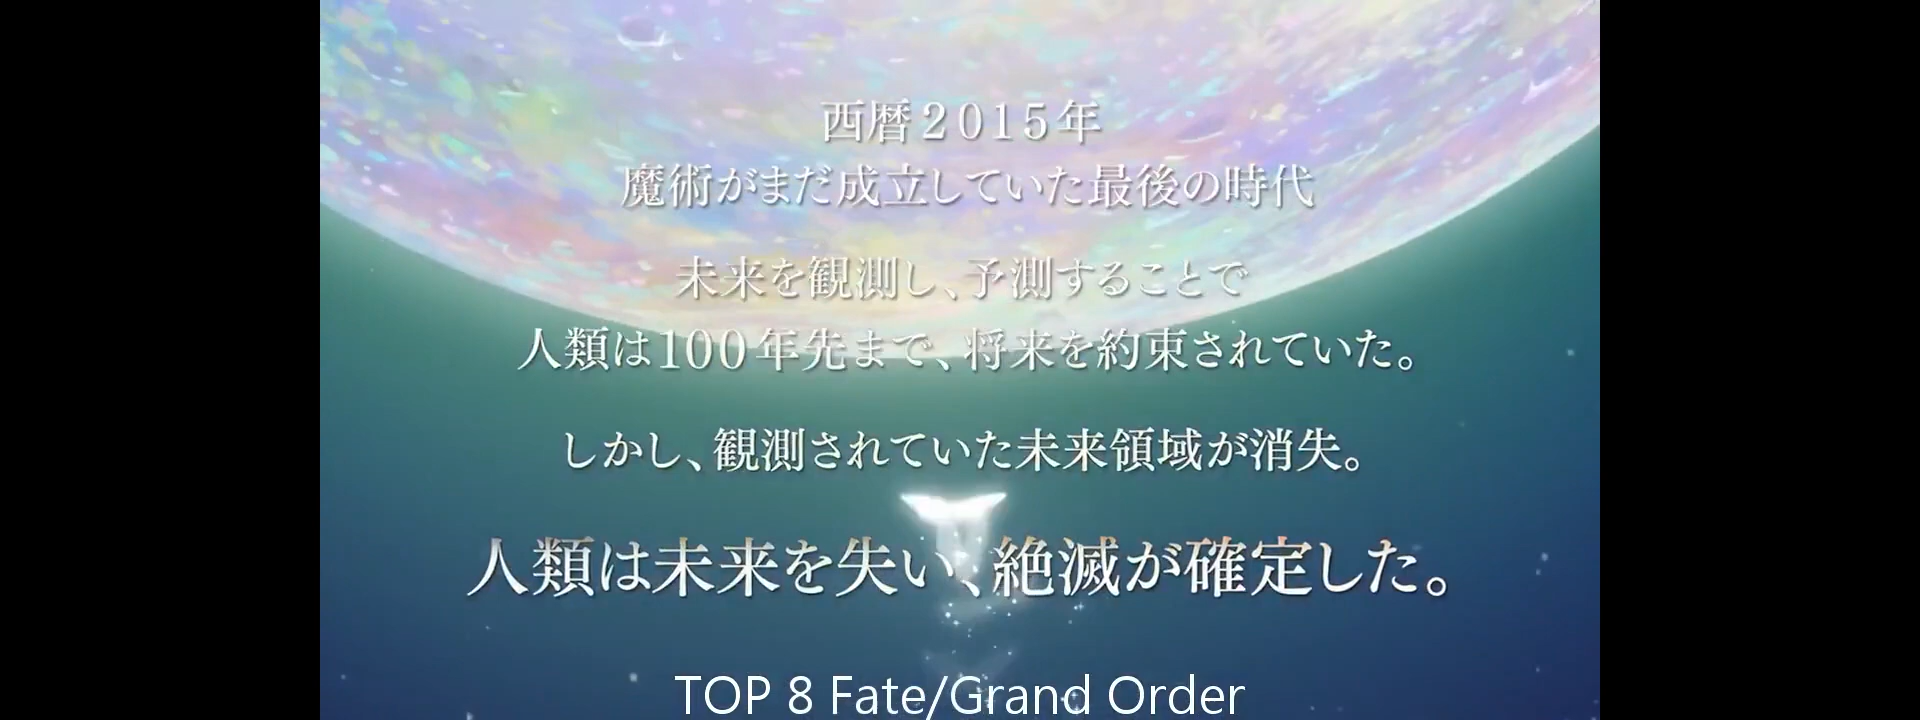 西暦2015年
魔術がまだ成立していた最後の時代
未来を観測し、予測することで
人類は100年先まで、将来を約束されていた。
しかし、観測されていた未来領域が消失。
人類は未来を失い、絶滅が確定した。
TOP 8 Fate/Grand Order